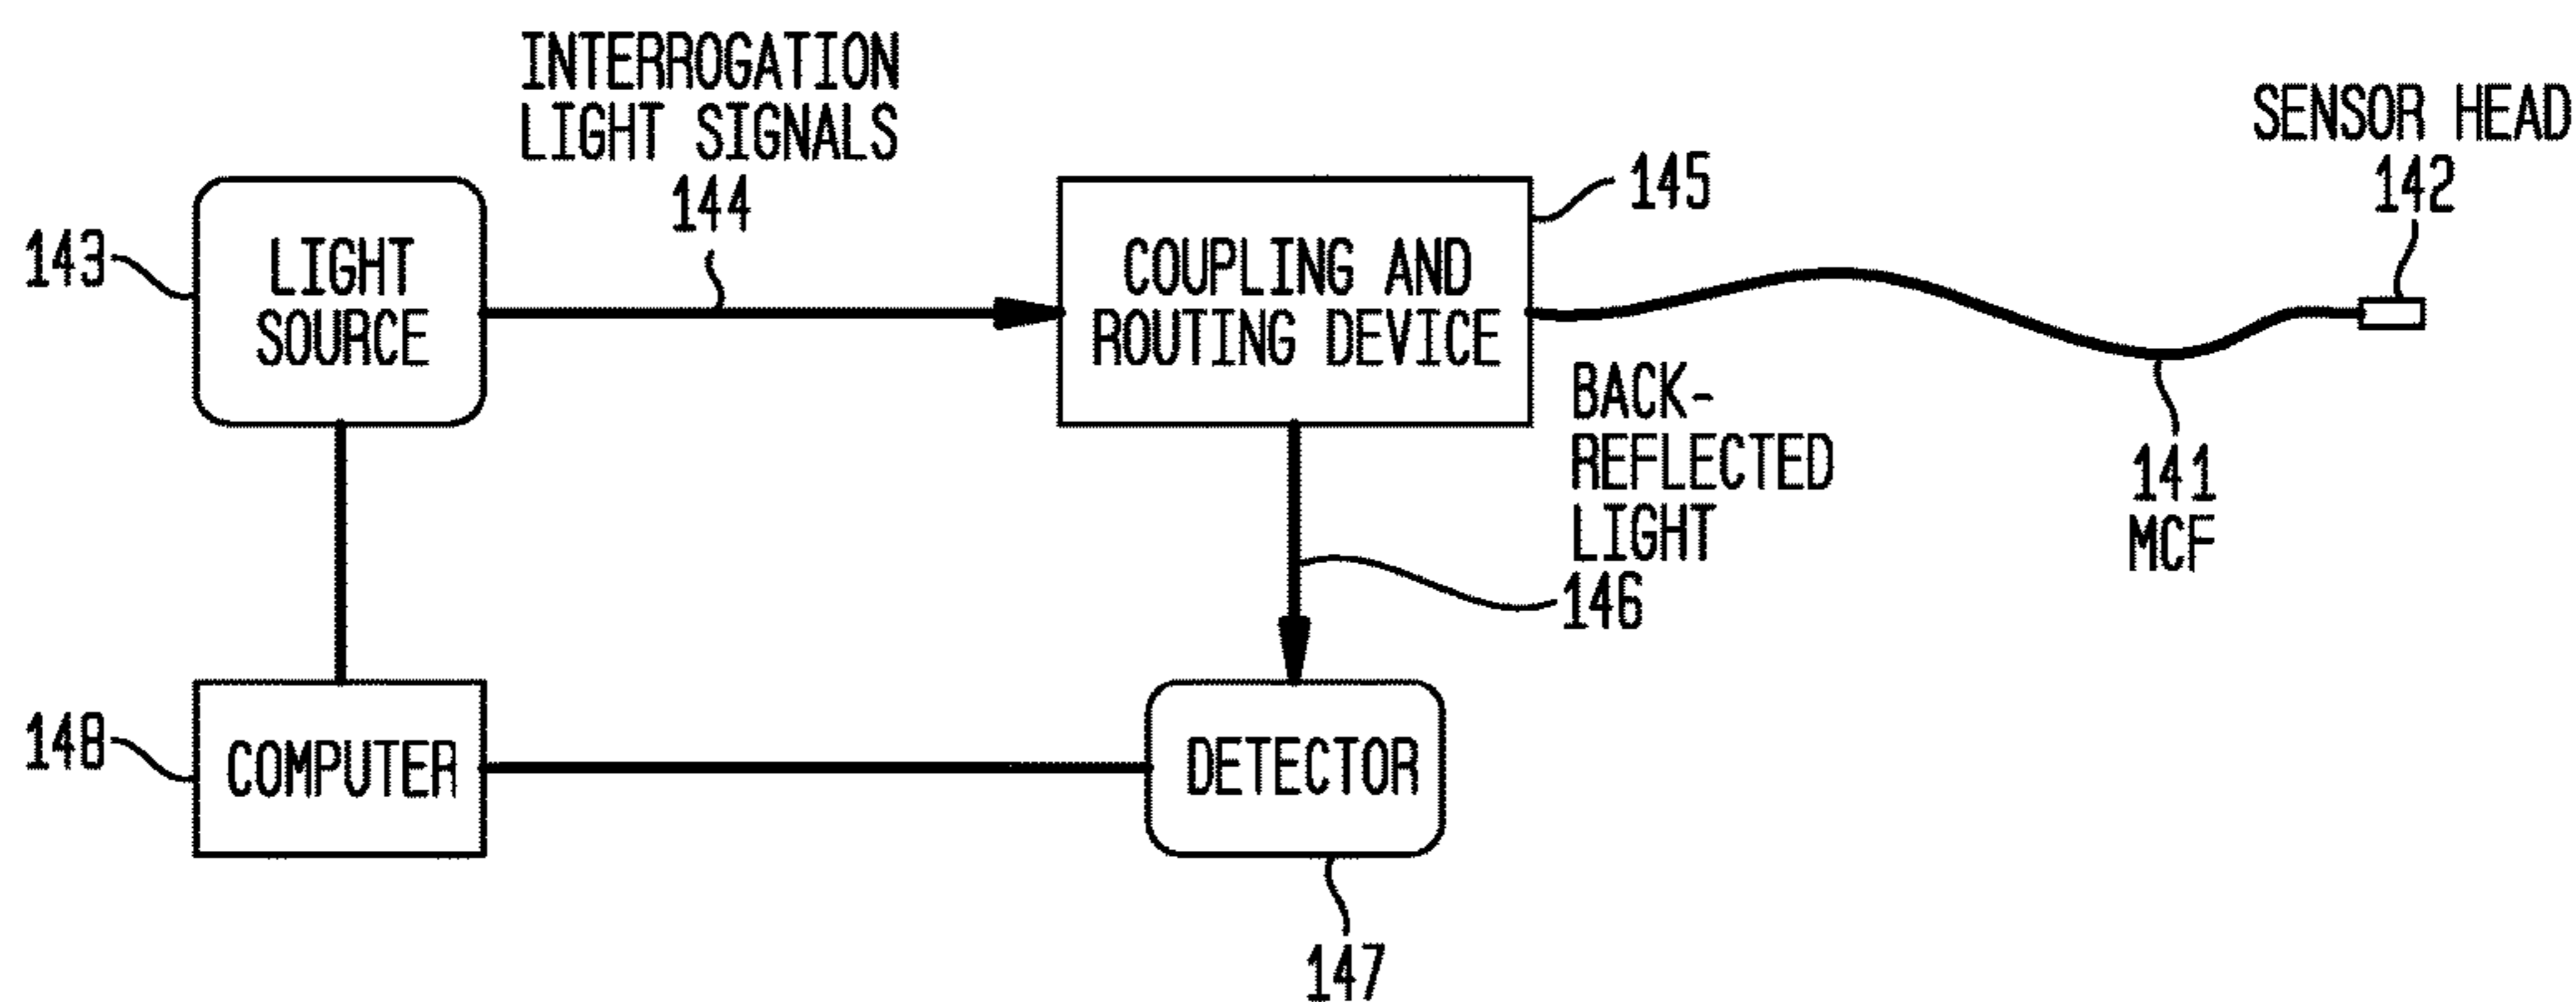 INTERROGATION
LIGHT SIGNALS
144
SENSOR HEAD
142
145
143
LIGHT
SOURCE
COUPLING AND
ROUTING DEVICE
BACK-
REFLECTED
LIGHT
146
141
MCF
148
COMPUTER
DETECTOR
147